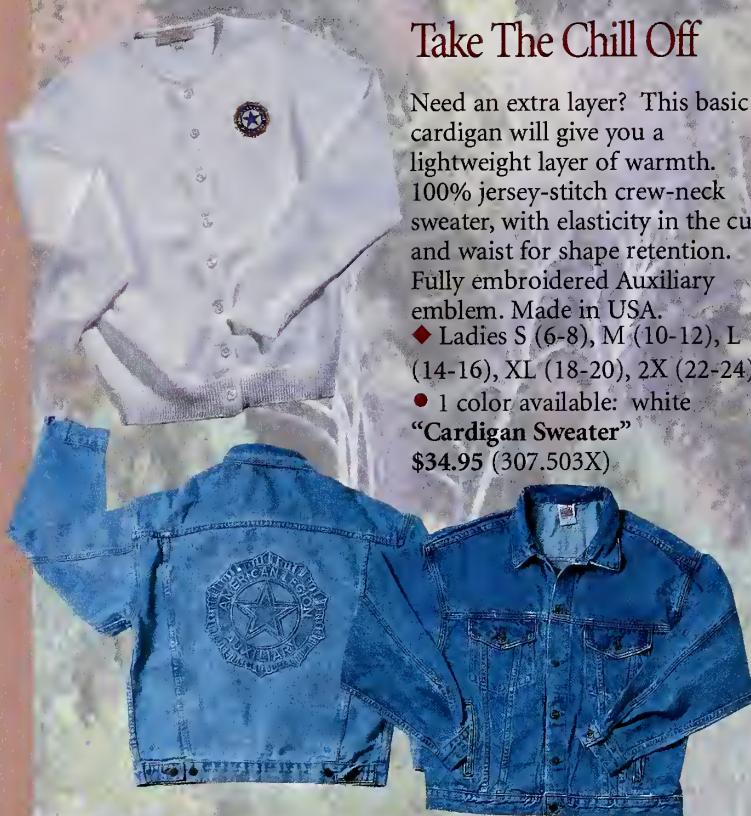 Take The Chill Off
Need an extra layer? This basic
cardigan will give you a
lightweight layer of warmth.
100% jersey-stitch crew-neck
sweater, with elasticity in the cu
and waist for shape retention.
Fully embroidered Auxiliary
emblem. Made in USA.
◆ Ladies S (6-8), M (10-12), L
(14-16), XL (18-20), 2X (22-24)
● 1 color available: white
“Cardigan Sweater”
$34.95 (307.503X)
AMERICAN LEGION
AUXILIARY